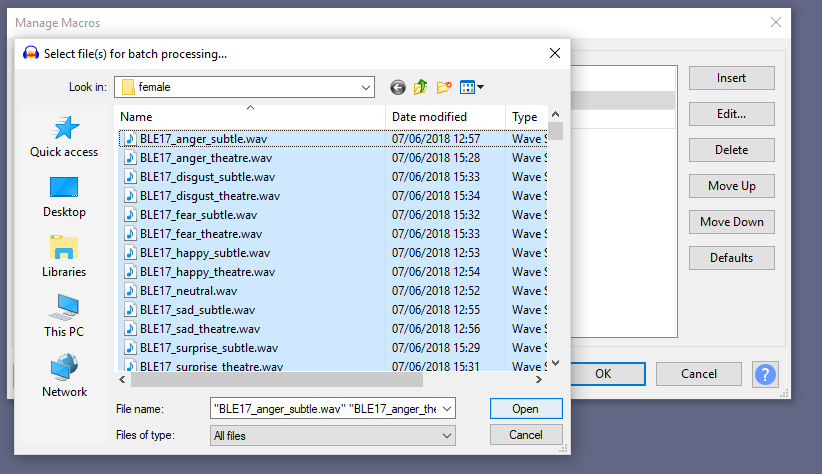 Manage Macros
Select file(s) for batch processing...
Look in: female
Name Date modified Type
BLE17_anger_subtle.wav 07/06/2018 12:57 Wave S
BLE17_anger_theatre.wav 07/06/2018 15:28 Wave S
BLE17_disgust_subtle.wav 07/06/2018 15:33 Wave S
BLE17_disgust_theatre.wav 07/06/2018 15:34 Wave S
BLE17_fear_subtle.wav 07/06/2018 15:32 Wave S
BLE17_fear_theatre.wav 07/06/2018 15:33 Wave S
BLE17_happy_subtle.wav 07/06/2018 12:53 Wave S
BLE17_happy_theatre.wav 07/06/2018 12:54 Wave S
BLE17_neutral.wav 07/06/2018 12:52 Wave S
BLE17_sad_subtle.wav 07/06/2018 12:55 Wave S
BLE17_sad_theatre.wav 07/06/2018 12:56 Wave S
BLE17_surprise_subtle.wav 07/06/2018 15:29 Wave S
BLE17_surprise_theatre.wav 07/06/2018 15:31 Wave S
Quick access
Desktop
Libraries
This PC
Network
File name: "BLE17_anger_subtle.wav" "BLE17_anger_the Open
Files of type: All files Cancel
Insert
Edit...
Delete
Move Up
Move Down
Defaults
OK Cancel ?